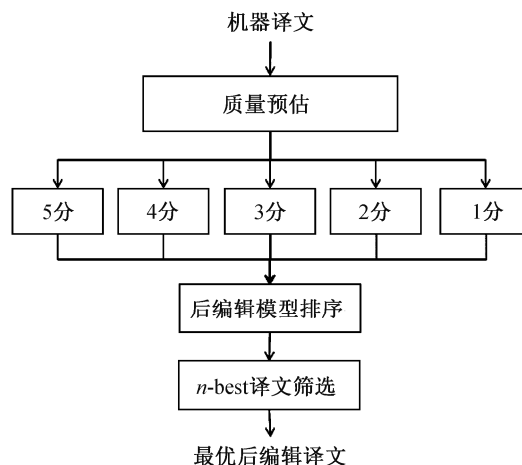 机器译文
质量预估
5分
4分
3分
2分
1分
后编辑模型排序
n-best译文筛选
最优后编辑译文